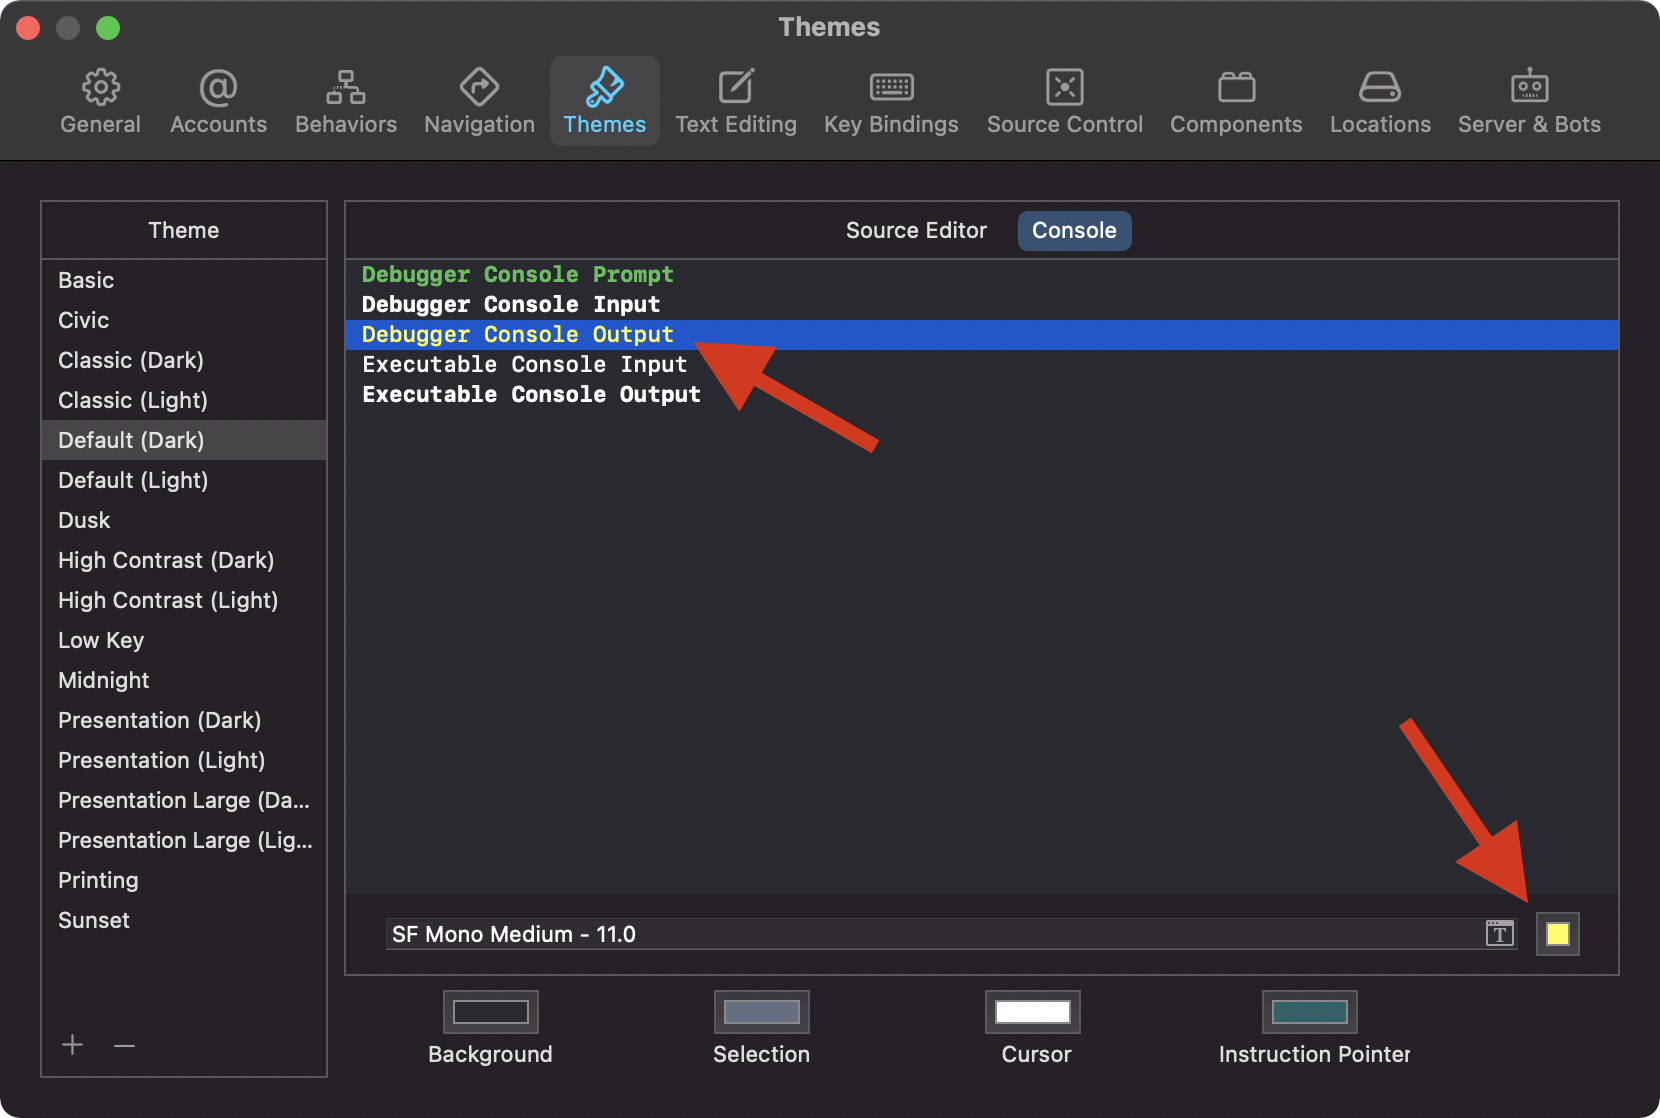 Themes
General
Accounts
Behaviors
Navigation
Themes
Text Editing
Key Bindings
Source Control
Components
Locations
Server & Bots
Theme
Basic
Civic
Classic (Dark)
Classic (Light)
Default (Dark)
Default (Light)
Dusk
High Contrast (Dark)
High Contrast (Light)
Low Key
Midnight
Presentation (Dark)
Presentation (Light)
Presentation Large (Da...
Presentation Large (Lig...
Printing
Sunset
Source Editor
Console
Debugger Console Prompt
Debugger Console Input
Debugger Console Output
Executable Console Input
Executable Console Output
SF Mono Medium - 11.0
T
Background
Selection
Cursor
Instruction Pointer